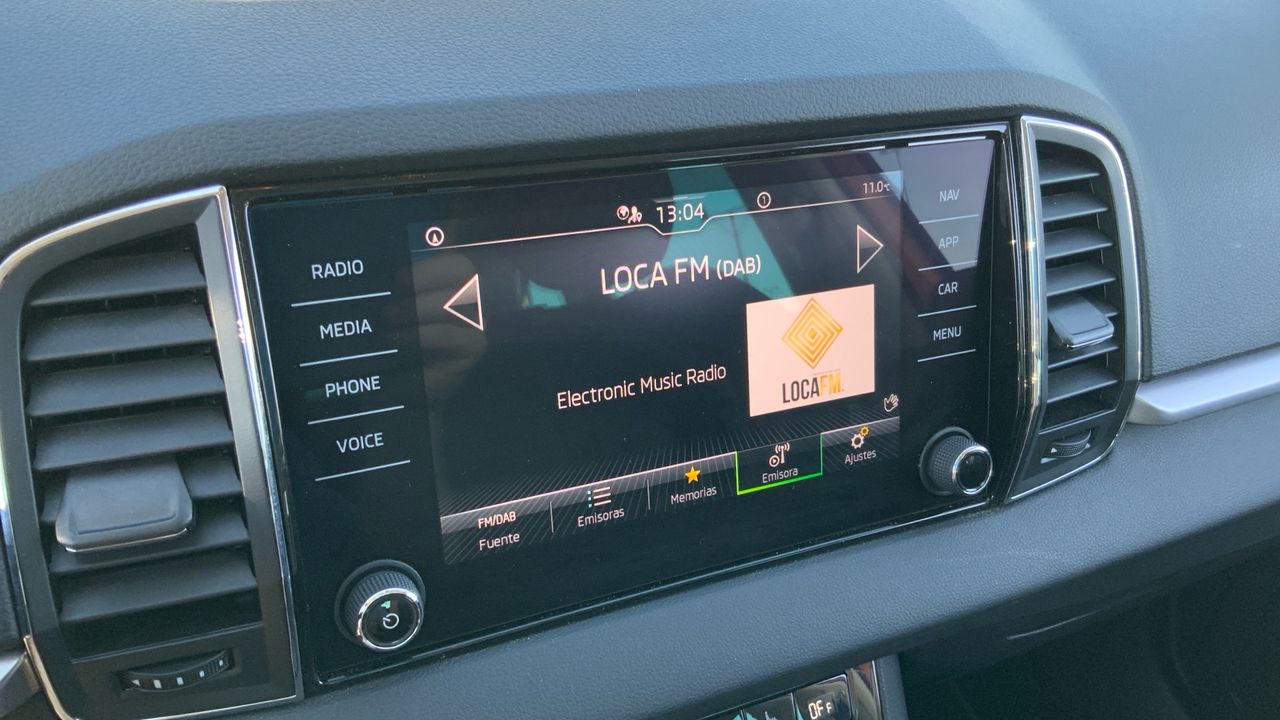 13:04
11.0°C
LOCA FM (DAB)
Electronic Music Radio
LOCAFM.
FM/DAB
Fuente
Emisoras
Memorias
Emisora
Ajustes
RADIO
MEDIA
PHONE
VOICE
NAV
APP
CAR
MENU
OFF